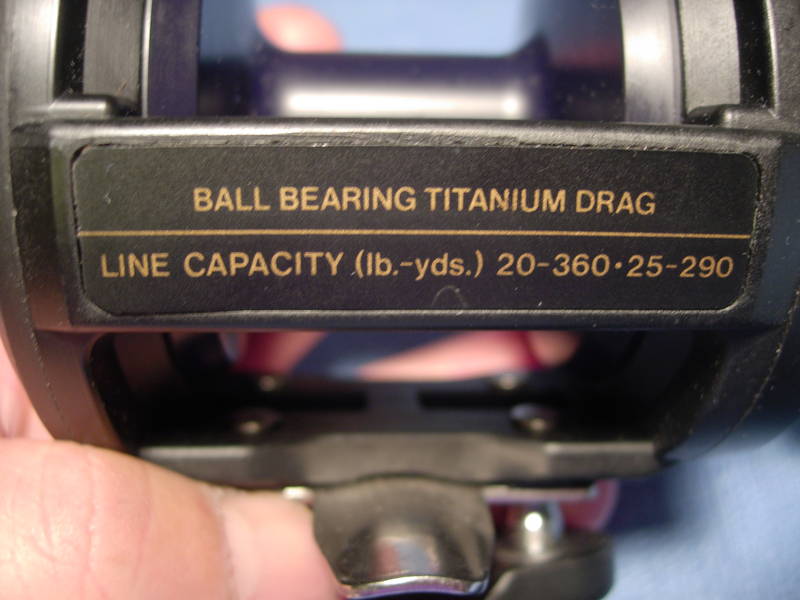 BALL BEARING TITANIUM DRAG
LINE CAPACITY (lb.-yds.) 20-360•25-290